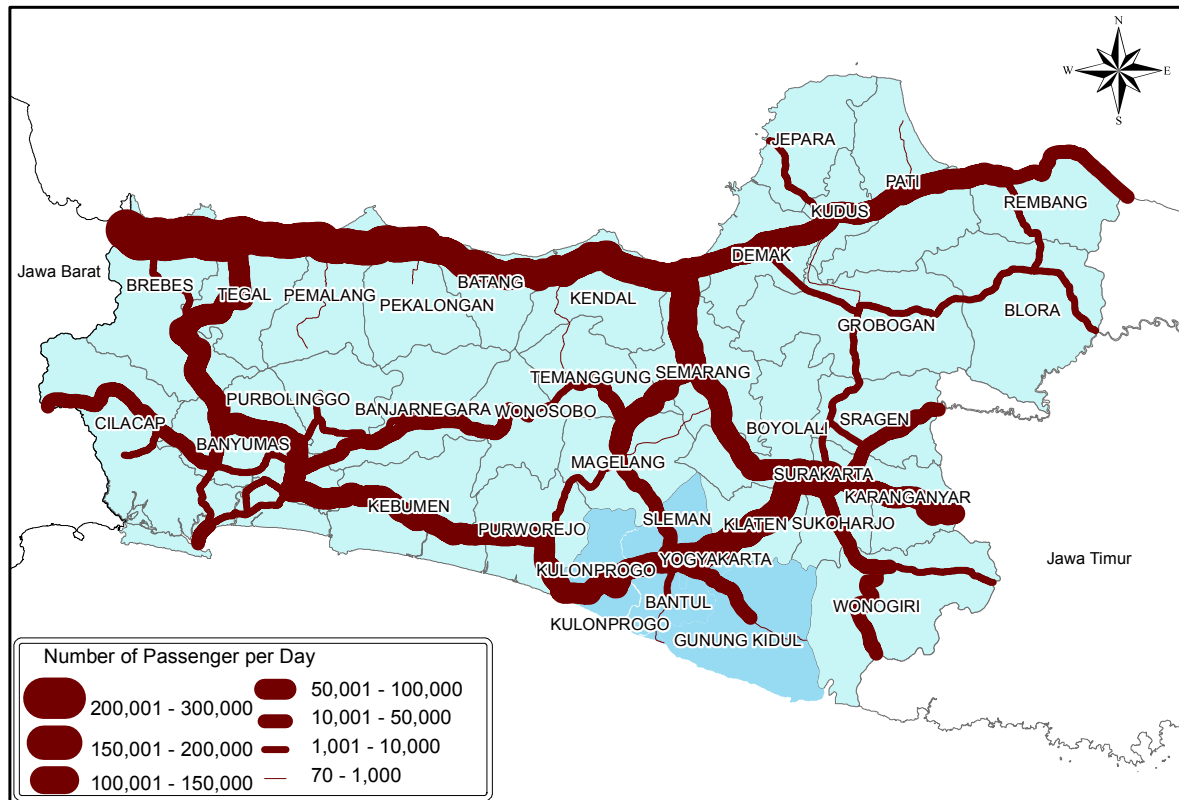 N
W E
S
JEPARA
PATI
KUDUS
REMBANG
DEMAK
Jawa Barat
BREBES
TEGAL
PEMALANG
PEKALONGAN
BATANG
KENDAL
GROBOGAN
BLORA
TEMANGGUNG
SEMARANG
PURBOLINGGO
BANJARNEGARA
WONOSOBO
CILACAP
BANYUMAS
BOYOLALI
SRAGEN
MAGELANG
SURAKARTA
KARANGANYAR
KEBUMEN
PURWOREJO
SLEMAN
KLATEN
SUKOHARJO
KULONPROGO
YOGYAKARTA
Jawa Timur
BANTUL
KULONPROGO
GUNUNG KIDUL
WONOGIRI
Number of Passenger per Day
200,001 - 300,000
150,001 - 200,000
100,001 - 150,000
50,001 - 100,000
10,001 - 50,000
1,001 - 10,000
70 - 1,000